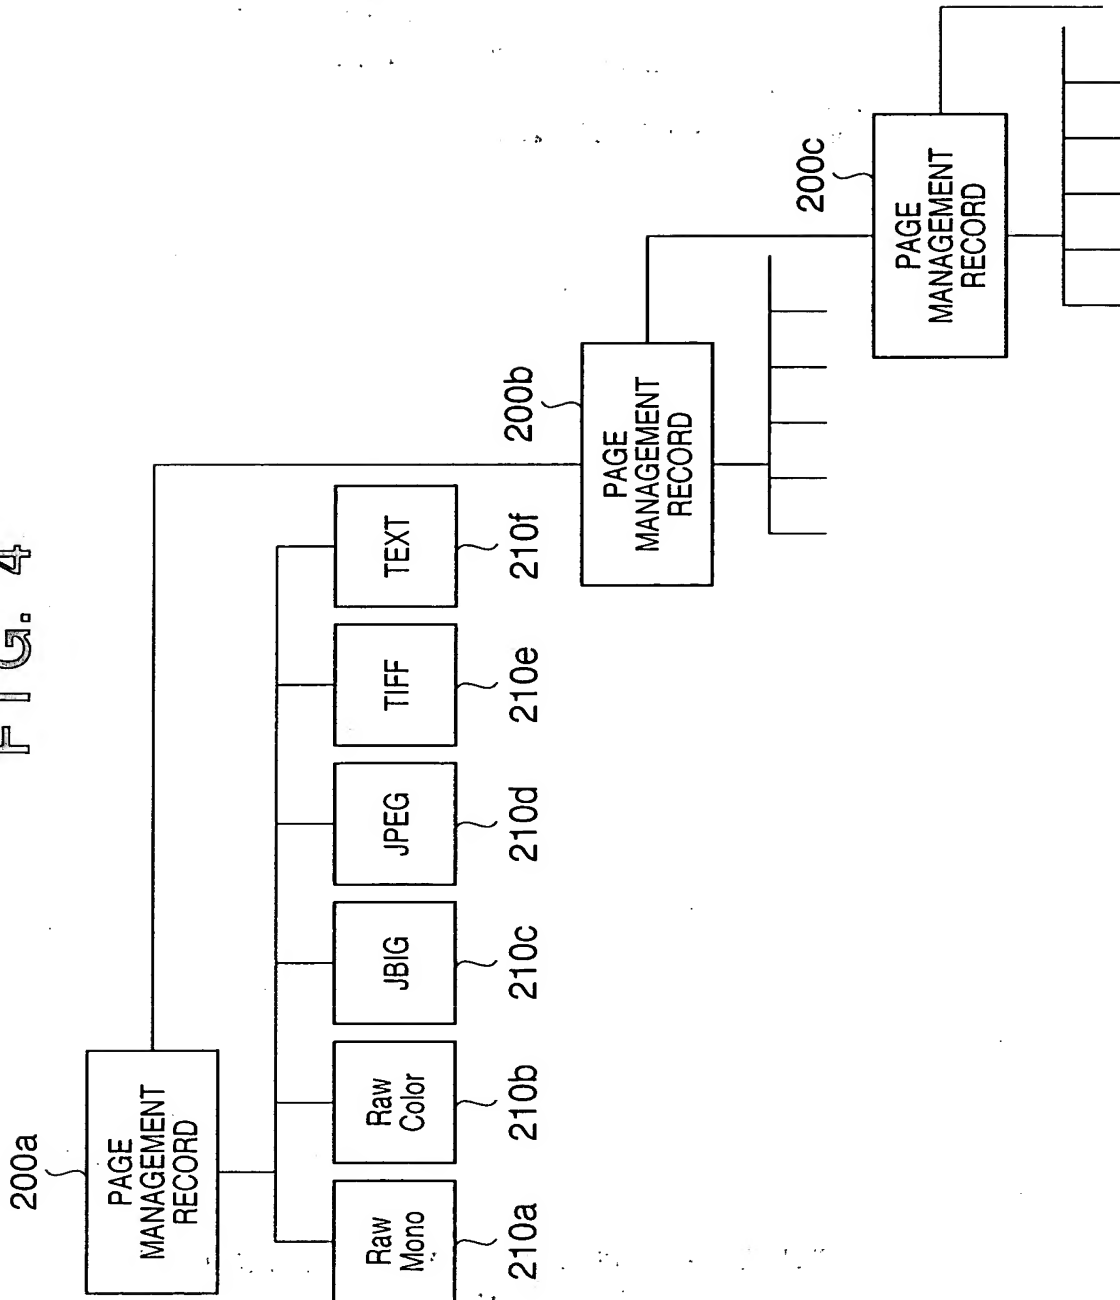 FIG. 4
200a
PAGE
MANAGEMENT
RECORD
Raw
Mono
210a
Raw
Color
210b
JBIG
210c
JPEG
210d
TIFF
210e
TEXT
210f
200b
PAGE
MANAGEMENT
RECORD
200c
PAGE
MANAGEMENT
RECORD